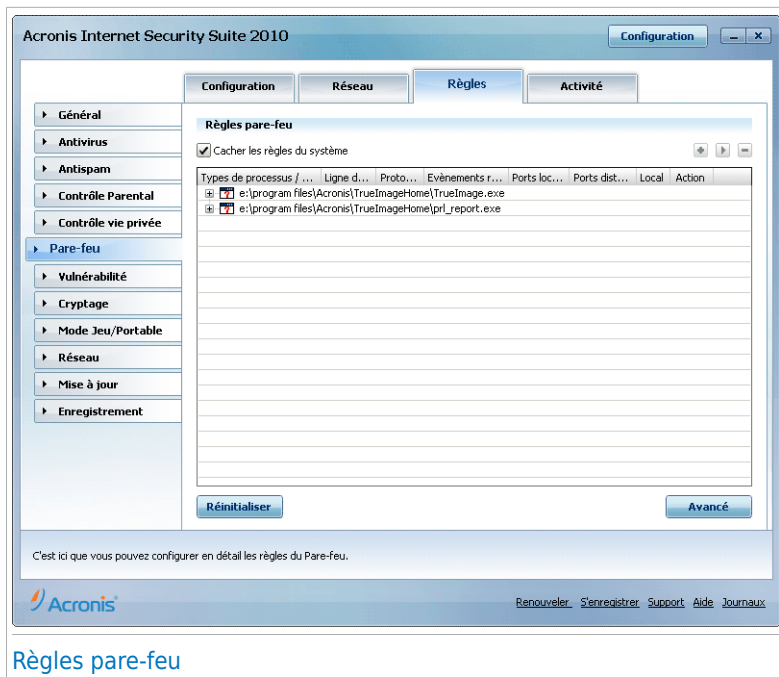 Acronis Internet Security Suite 2010
Configuration
Configuration
Réseau
Règles
Activité
Général
Antivirus
Antispam
Contrôle Parental
Contrôle vie privée
Pare-feu
Vulnérabilité
Cryptage
Mode Jeu/Portable
Réseau
Mise à jour
Enregistrement
Règles pare-feu
Cacher les règles du système
Types de processus / ... Ligne d... Proto... Evènements r... Ports loc... Ports dist... Local Action
e:\program files\Acronis\TrueImageHome\TrueImage.exe
e:\program files\Acronis\TrueImageHome\prl_report.exe
Réinitialiser
Avancé
C'est ici que vous pouvez configurer en détail les règles du Pare-feu.
Acronis
Renouveler S'enregistrer Support Aide Journaux
Règles pare-feu